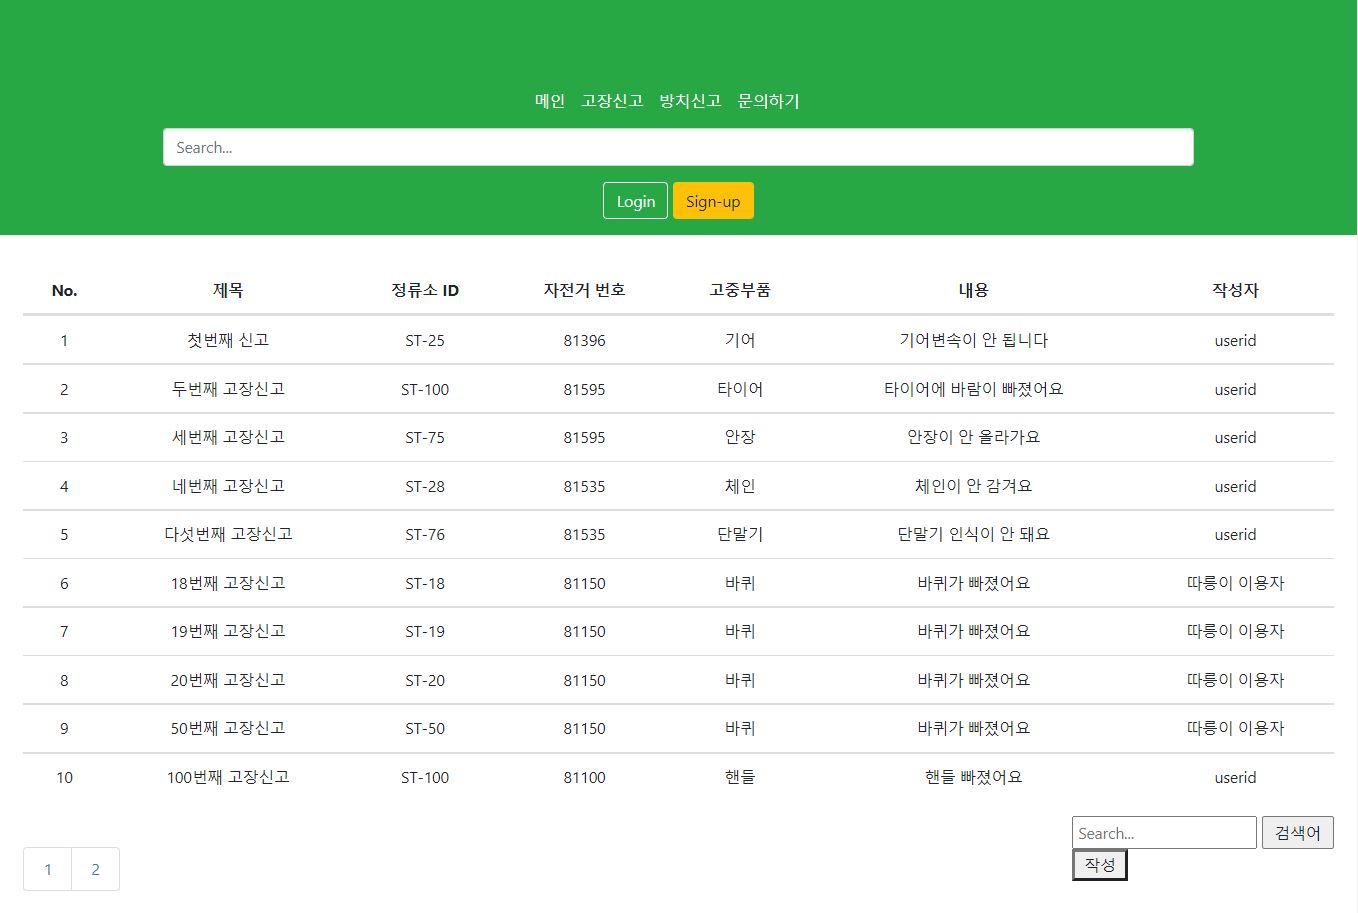 메인 고장신고 방치신고 문의하기
Search...
Login Sign-up
No. 제목 정류소 ID 자전거 번호 고중부품 내용 작성자
1 첫번째 신고 ST-25 81396 기어 기어변속이 안 됩니다 userid
2 두번째 고장신고 ST-100 81595 타이어 타이어에 바람이 빠졌어요 userid
3 세번째 고장신고 ST-75 81595 안장 안장이 안 올라가요 userid
4 네번째 고장신고 ST-28 81535 체인 체인이 안 감겨요 userid
5 다섯번째 고장신고 ST-76 81535 단말기 단말기 인식이 안 돼요 userid
6 18번째 고장신고 ST-18 81150 바퀴 바퀴가 빠졌어요 따릉이 이용자
7 19번째 고장신고 ST-19 81150 바퀴 바퀴가 빠졌어요 따릉이 이용자
8 20번째 고장신고 ST-20 81150 바퀴 바퀴가 빠졌어요 따릉이 이용자
9 50번째 고장신고 ST-50 81150 바퀴 바퀴가 빠졌어요 따릉이 이용자
10 100번째 고장신고 ST-100 81100 핸들 핸들 빠졌어요 userid
Search... 검색어
작성
1 2